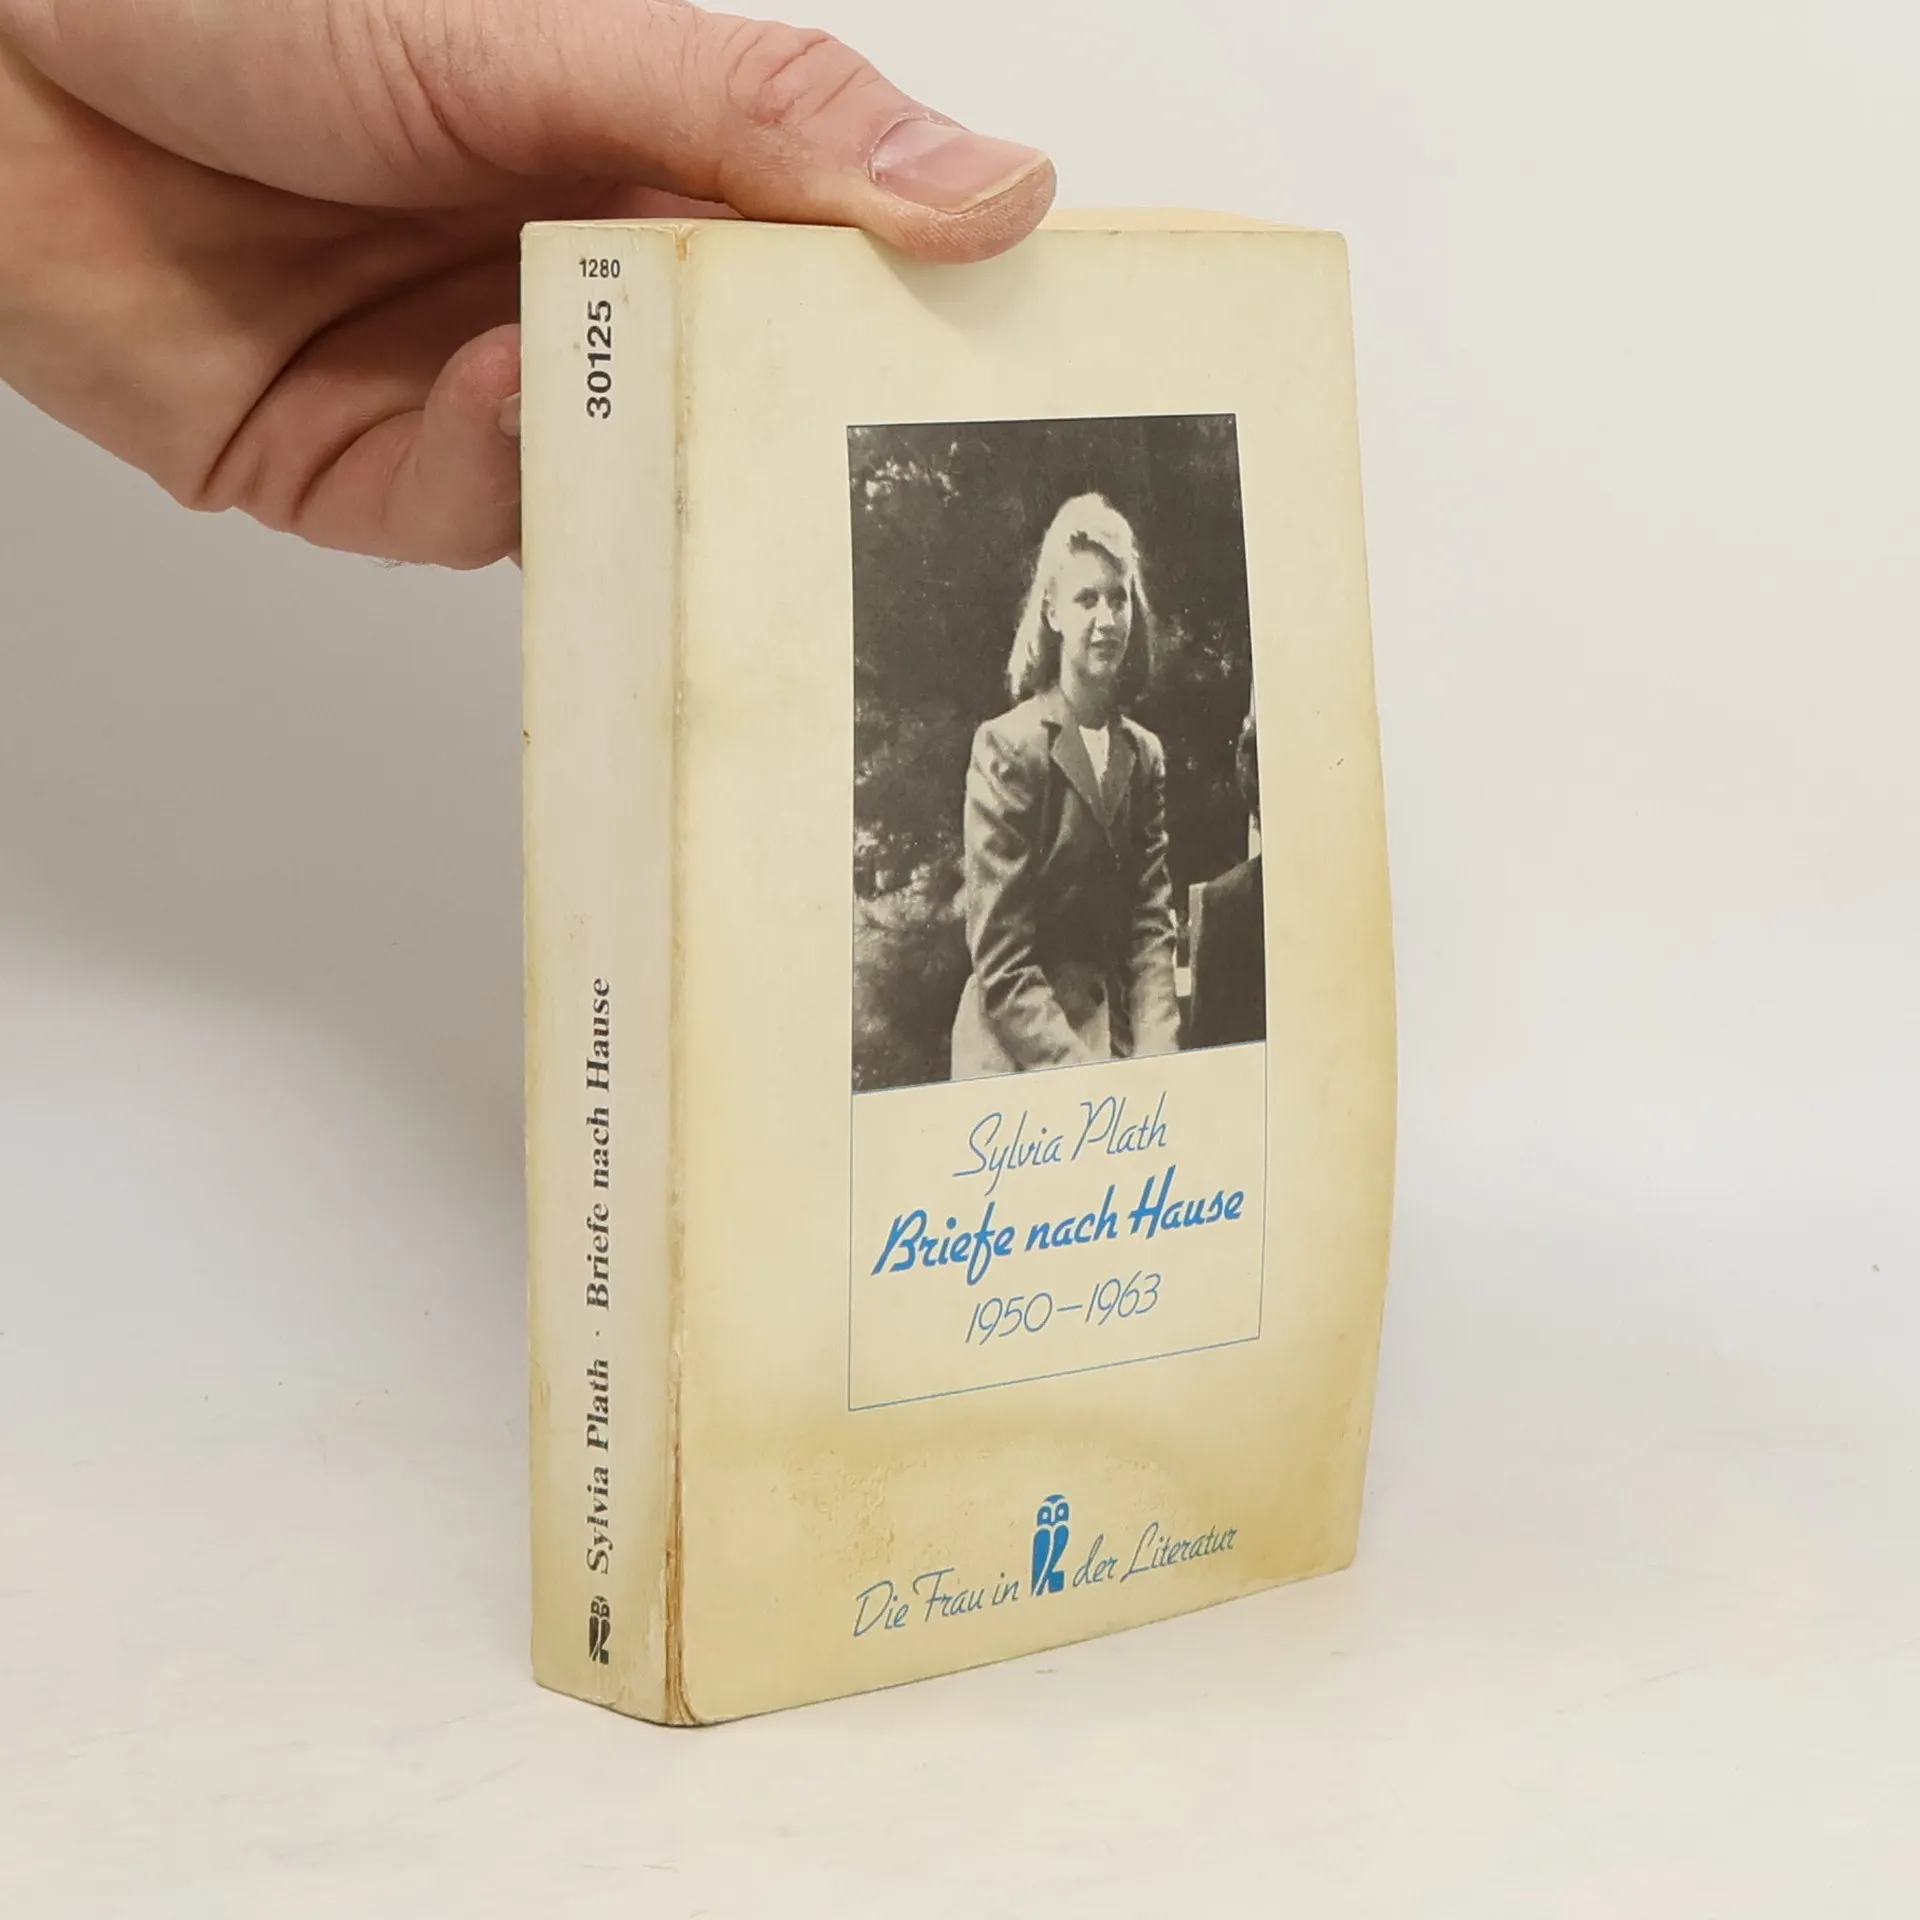 1280
30125
Sylvia Plath · Briefe nach Hause
Sylvia Plath
Briefe nach Hause
1950–1963
Die Frau in der Literatur